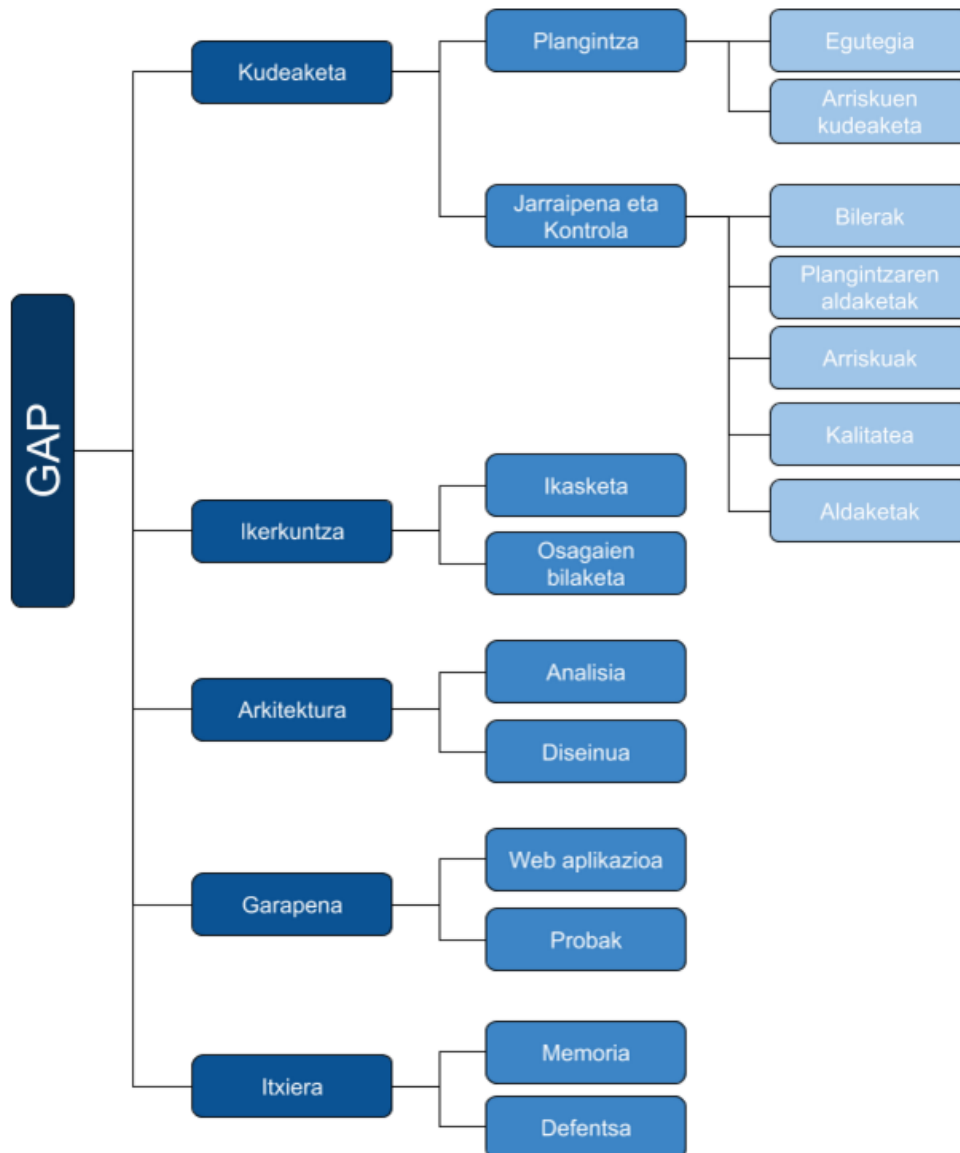 GAP
Kudeaketa
Plangintza
Egutegia
Arriskuen
kudeaketa
Jarraipena eta
Kontrola
Bilerak
Plangintzaren
aldaketak
Arriskuak
Kalitatea
Aldaketak
Ikerkuntza
Ikasketa
Osagaien
bilaketa
Arkitektura
Analisia
Diseinua
Garapena
Web aplikazioa
Probak
Itxiera
Memoria
Defentsa